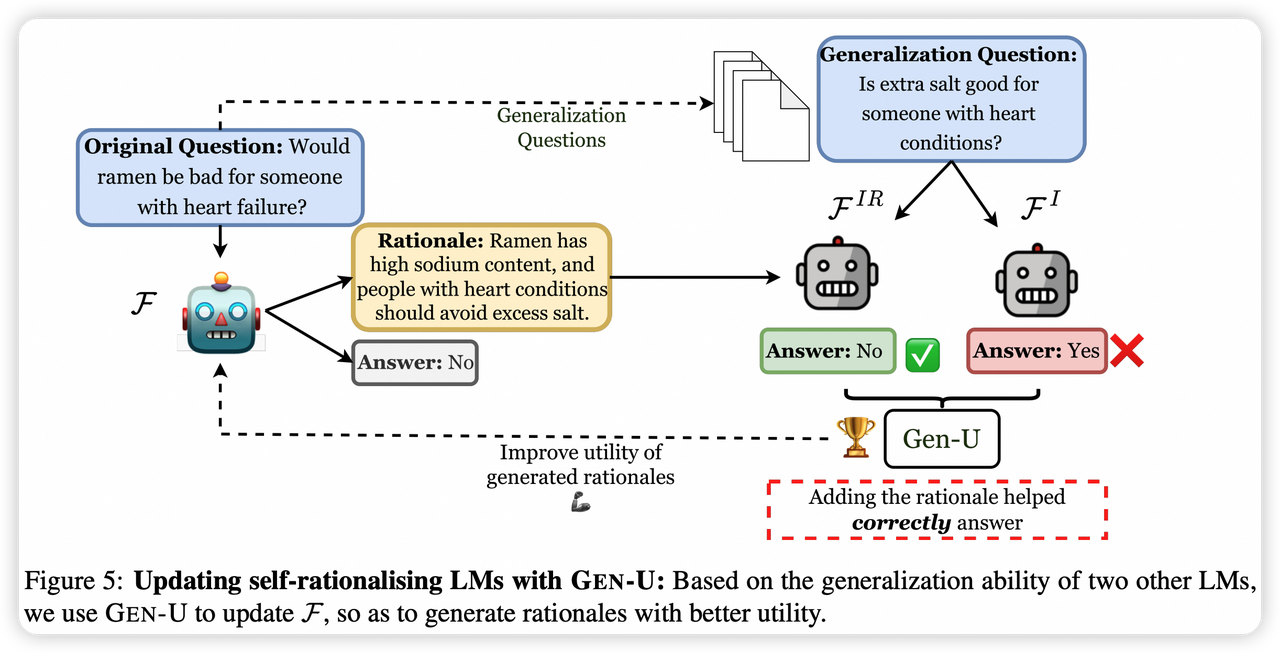 Generalization Question:
Is extra salt good for
someone with heart
conditions?
Generalization
Questions
Original Question: Would
ramen be bad for someone
with heart failure?
ℱ
Rationale: Ramen has
high sodium content, and
people with heart conditions
should avoid excess salt.
Answer: No
ℱ^{IR}
ℱ^{I}
Answer: No
Answer: Yes
Gen-U
Improve utility of
generated rationales
Adding the rationale helped
correctly answer
Figure 5: Updating self-rationalising LMs with GEN-U: Based on the generalization ability of two other LMs,
we use GEN-U to update ℱ, so as to generate rationales with better utility.